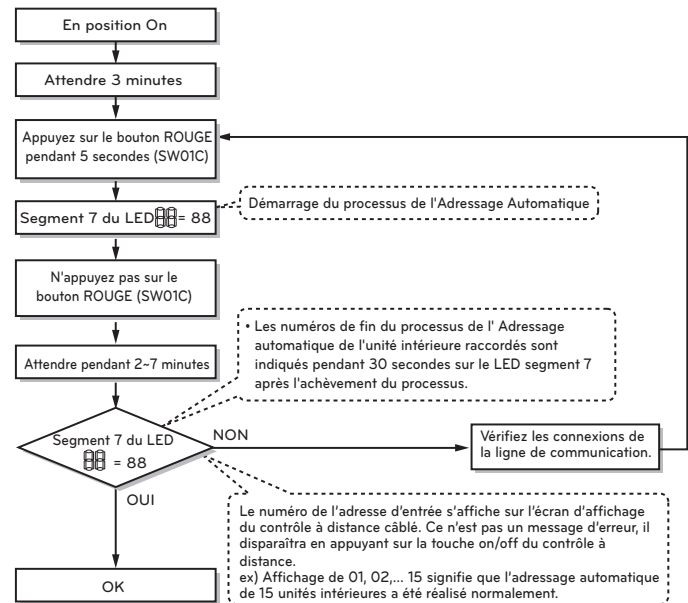 En position On
Attendre 3 minutes
Appuyez sur le bouton ROUGE
pendant 5 secondes (SW01C)
Segment 7 du LED 88 = 88
Démarrage du processus de l'Adressage Automatique
N'appuyez pas sur le
bouton ROUGE (SW01C)
• Les numéros de fin du processus de l' Adressage
automatique de l'unité intérieure raccordés sont
indiqués pendant 30 secondes sur le LED segment 7
après l'achèvement du processus.
Attendre pendant 2~7 minutes
Segment 7 du LED
88 = 88
NON
Vérifiez les connexions de
la ligne de communication.
OUI
Le numéro de l'adresse d'entrée s'affiche sur l'écran d'affichage
du contrôle à distance câblé. Ce n'est pas un message d'erreur, il
disparaîtra en appuyant sur la touche on/off du contrôle à
distance.
ex) Affichage de 01, 02,... 15 signifie que l'adressage automatique
de 15 unités intérieures a été réalisé normalement.
OK